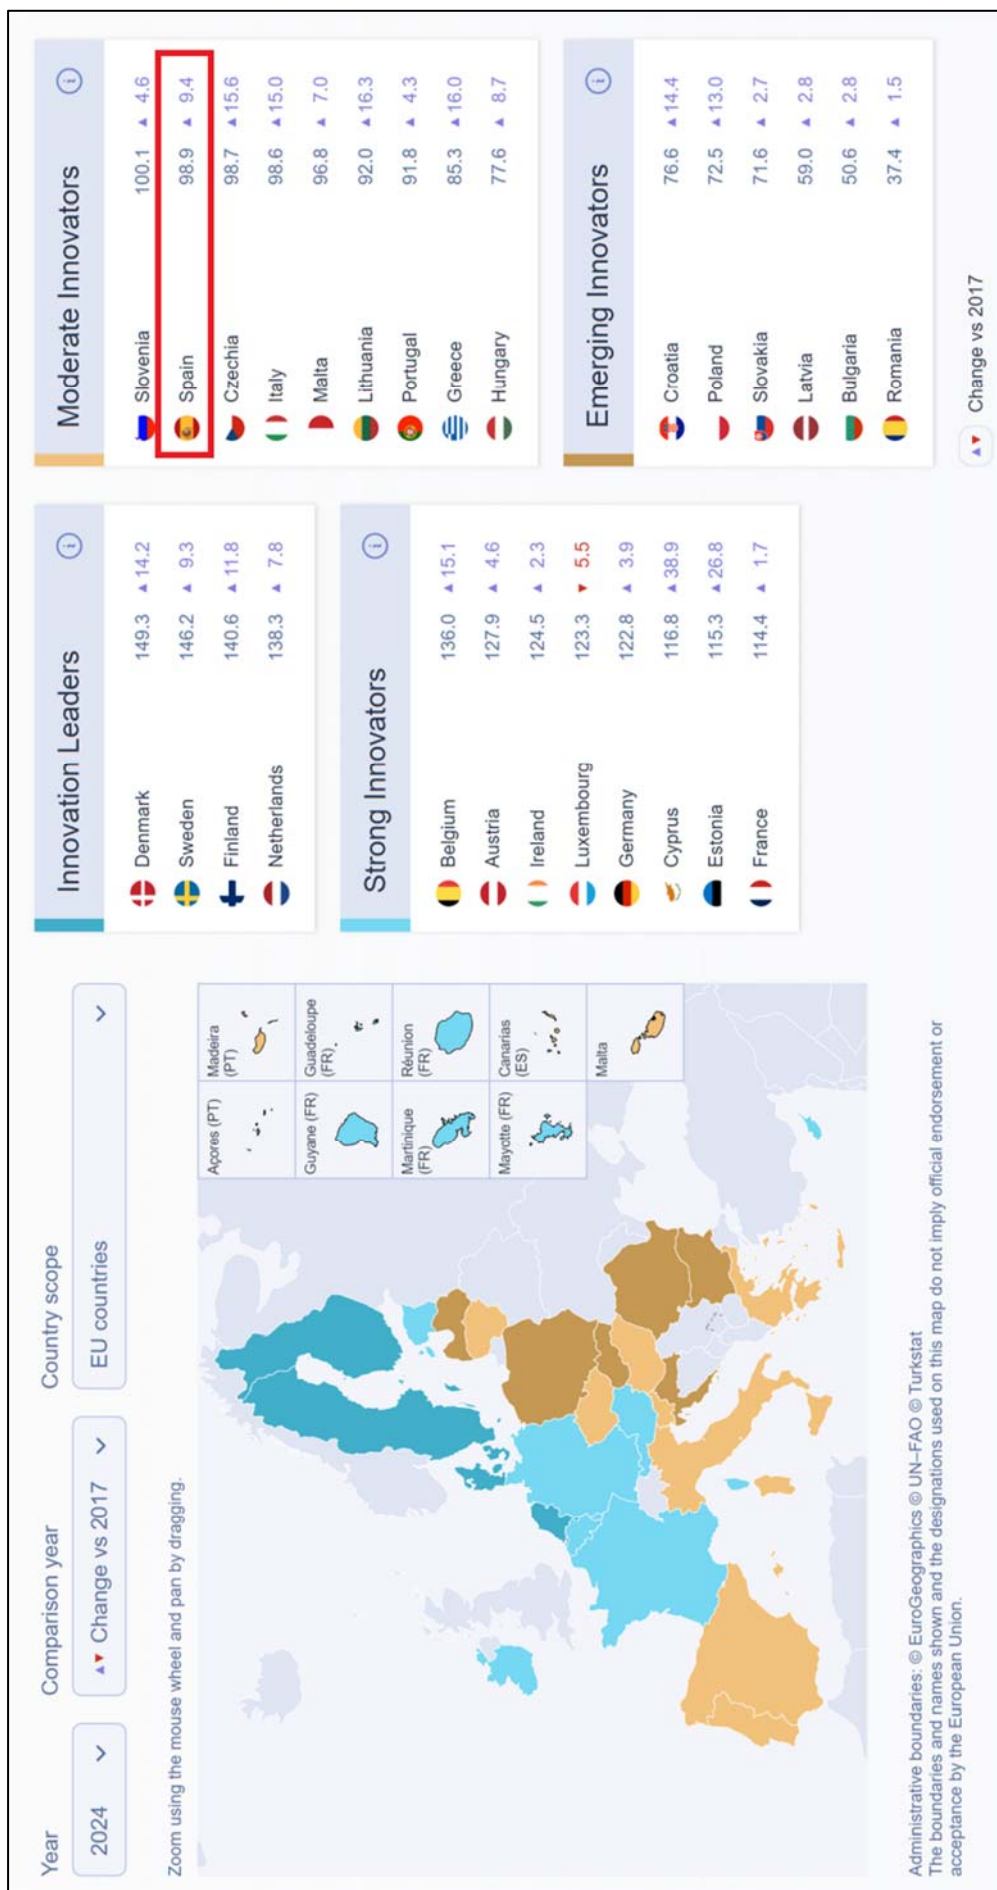 Year
Comparison year
Country scope
2024
Change vs 2017
EU countries
Zoom using the mouse wheel and pan by dragging.
Açores (PT)
Madeira (PT)
Guyane (FR)
Guadeloupe (FR)
Martinique (FR)
Réunion (FR)
Mayotte (FR)
Canarias (ES)
Malta
Administrative boundaries: © EuroGeographics © UN–FAO © Turkstat
The boundaries and names shown and the designations used on this map do not imply official endorsement or
acceptance by the European Union.
Innovation Leaders
Denmark 149.3 ▲ 14.2
Sweden 146.2 ▲ 9.3
Finland 140.6 ▲ 11.8
Netherlands 138.3 ▲ 7.8
Strong Innovators
Belgium 136.0 ▲ 15.1
Austria 127.9 ▲ 4.6
Ireland 124.5 ▲ 2.3
Luxembourg 123.3 ▼ 5.5
Germany 122.8 ▲ 3.9
Cyprus 116.8 ▲ 38.9
Estonia 115.3 ▲ 26.8
France 114.4 ▲ 1.7
Moderate Innovators
Slovenia 100.1 ▲ 4.6
Spain 98.9 ▲ 9.4
Czechia 98.7 ▲ 15.6
Italy 98.6 ▲ 15.0
Malta 96.8 ▲ 7.0
Lithuania 92.0 ▲ 16.3
Portugal 91.8 ▲ 4.3
Greece 85.3 ▲ 16.0
Hungary 77.6 ▲ 8.7
Emerging Innovators
Croatia 76.6 ▲ 14.4
Poland 72.5 ▲ 13.0
Slovakia 71.6 ▲ 2.7
Latvia 59.0 ▲ 2.8
Bulgaria 50.6 ▲ 2.8
Romania 37.4 ▲ 1.5
Change vs 2017